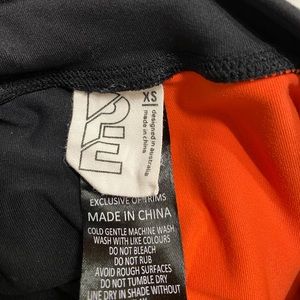 XS
designed in australia
made in china
EXCLUSIVE OF TRIMS
MADE IN CHINA
COLD GENTLE MACHINE WASH
WASH WITH LIKE COLOURS
DO NOT BLEACH
DO NOT RUB
AVOID ROUGH SURFACES
DO NOT TUMBLE DRY
LINE DRY IN SHADE WITHOUT